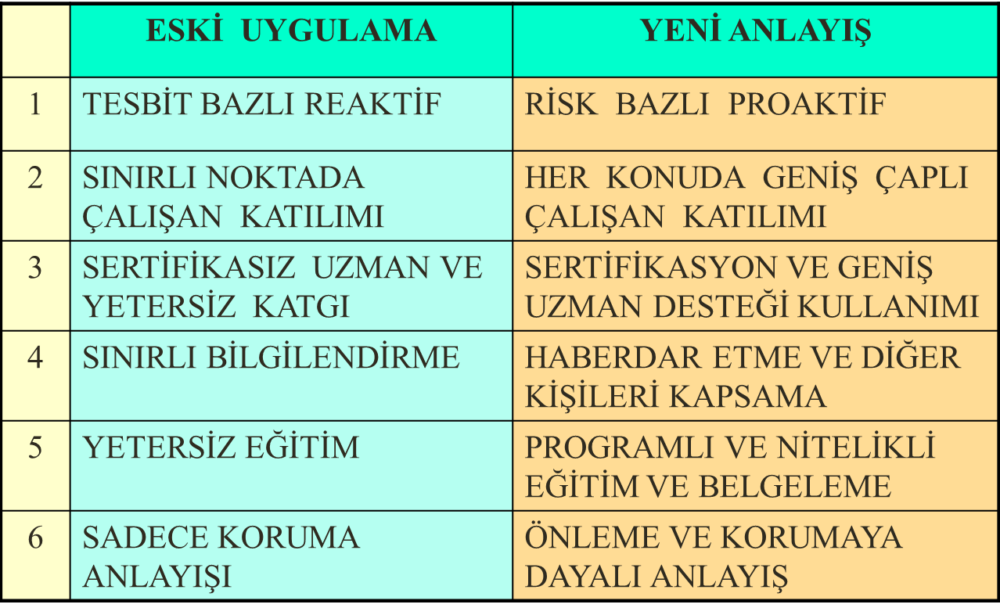 ESKİ UYGULAMA
YENİ ANLAYIŞ
1
TESBİT BAZLI REAKTİF
RİSK BAZLI PROAKTİF
2
SINIRLI NOKTADA
ÇALIŞAN KATILIMI
HER KONUDA GENİŞ ÇAPLI
ÇALIŞAN KATILIMI
3
SERTİFİKASIZ UZMAN VE
YETERSİZ KATGI
SERTİFİKASYON VE GENİŞ
UZMAN DESTEĞİ KULLANIMI
4
SINIRLI BİLGİLENDİRME
HABERDAR ETME VE DİĞER
KİŞİLERİ KAPSAMA
5
YETERSİZ EĞİTİM
PROGRAMLI VE NİTELİKLİ
EĞİTİM VE BELGELEME
6
SADECE KORUMA
ANLAYIŞI
ÖNLEME VE KORUMAYA
DAYALI ANLAYIŞ